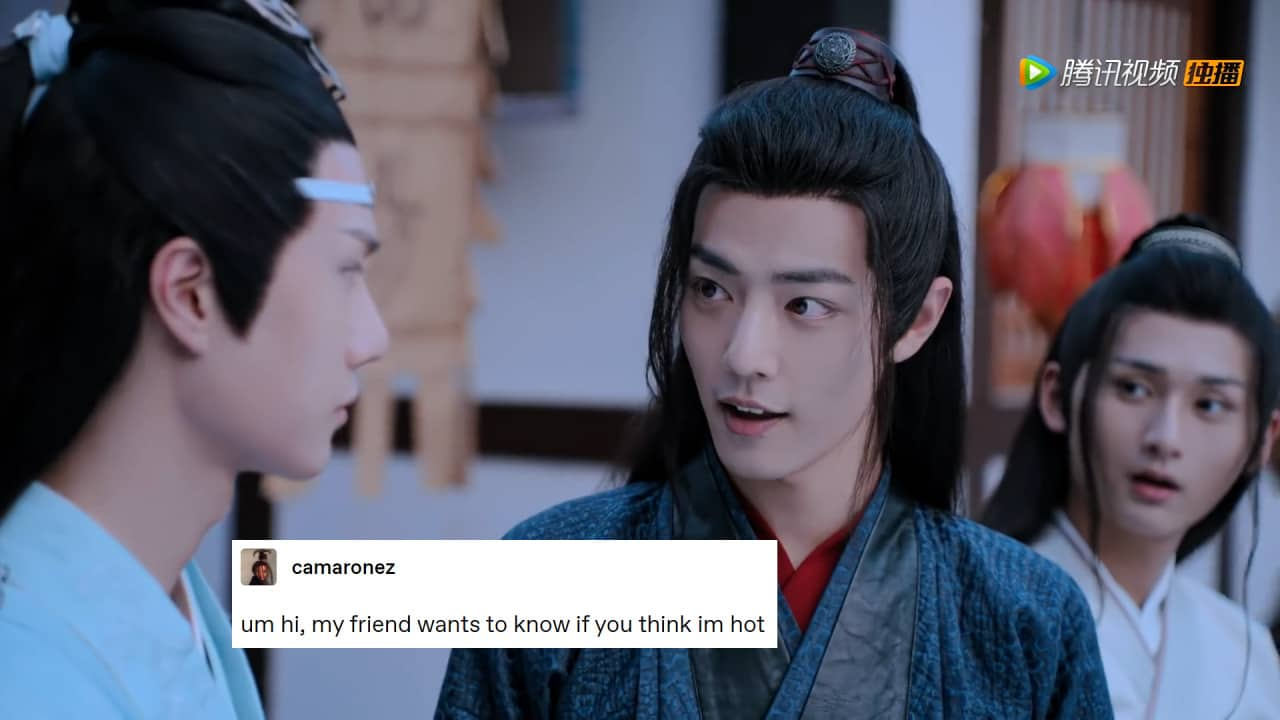 腾讯视频 独播
camaronez
um hi, my friend wants to know if you think im hot